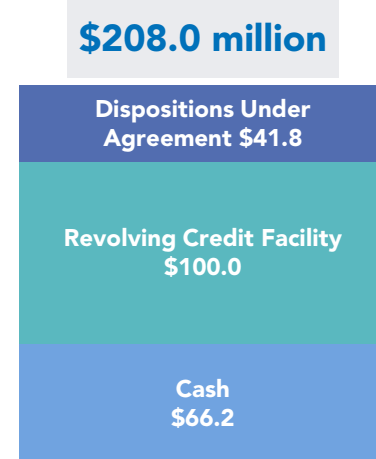 $208.0 million
Dispositions Under
Agreement $41.8
Revolving Credit Facility
$100.0
Cash
$66.2